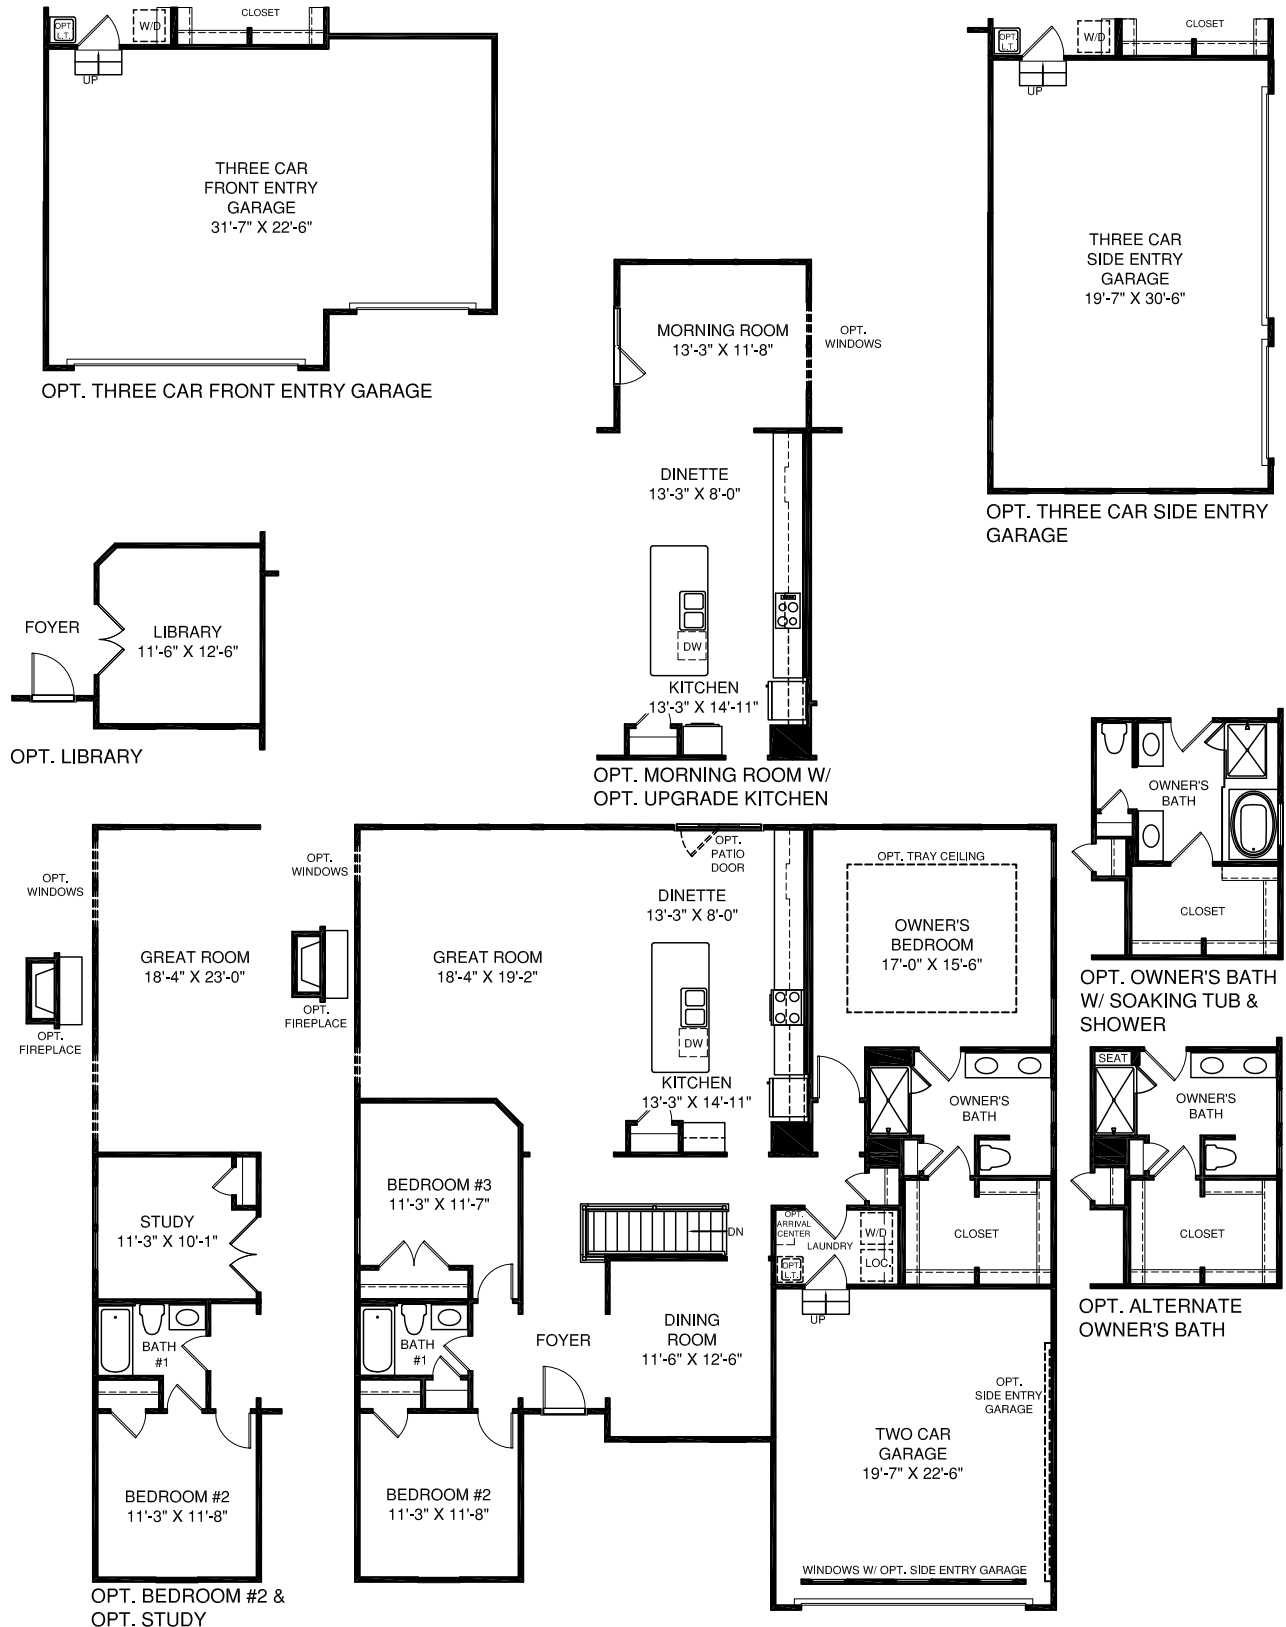 OPT.
L.T.
W/D
CLOSET
UP
THREE CAR
FRONT ENTRY
GARAGE
31'-7" X 22'-6"
OPT. THREE CAR FRONT ENTRY GARAGE
OPT.
L.T.
W/D
CLOSET
UP
THREE CAR
SIDE ENTRY
GARAGE
19'-7" X 30'-6"
OPT. THREE CAR SIDE ENTRY
GARAGE
MORNING ROOM
13'-3" X 11'-8"
OPT.
WINDOWS
DINETTE
13'-3" X 8'-0"
DW
KITCHEN
13'-3" X 14'-11"
OPT. MORNING ROOM W/
OPT. UPGRADE KITCHEN
FOYER
LIBRARY
11'-6" X 12'-6"
OPT. LIBRARY
OWNER'S
BATH
CLOSET
OPT. OWNER'S BATH
W/ SOAKING TUB &
SHOWER
SEAT
OWNER'S
BATH
CLOSET
OPT. ALTERNATE
OWNER'S BATH
OPT.
WINDOWS
GREAT ROOM
18'-4" X 23'-0"
OPT.
FIREPLACE
STUDY
11'-3" X 10'-1"
BATH
#1
BEDROOM #2
11'-3" X 11'-8"
OPT. BEDROOM #2 &
OPT. STUDY
OPT.
WINDOWS
OPT.
FIREPLACE
GREAT ROOM
18'-4" X 19'-2"
OPT.
PATIO
DOOR
DINETTE
13'-3" X 8'-0"
DW
KITCHEN
13'-3" X 14'-11"
OPT. TRAY CEILING
OWNER'S
BEDROOM
17'-0" X 15'-6"
OWNER'S
BATH
CLOSET
BEDROOM #3
11'-3" X 11'-7"
DN
OPT.
ARRIVAL
CENTER
LAUNDRY
W/D
LOC.
OPT.
L.T.
UP
BATH
#1
FOYER
DINING
ROOM
11'-6" X 12'-6"
BEDROOM #2
11'-3" X 11'-8"
OPT.
SIDE ENTRY
GARAGE
TWO CAR
GARAGE
19'-7" X 22'-6"
WINDOWS W/ OPT. SIDE ENTRY GARAGE